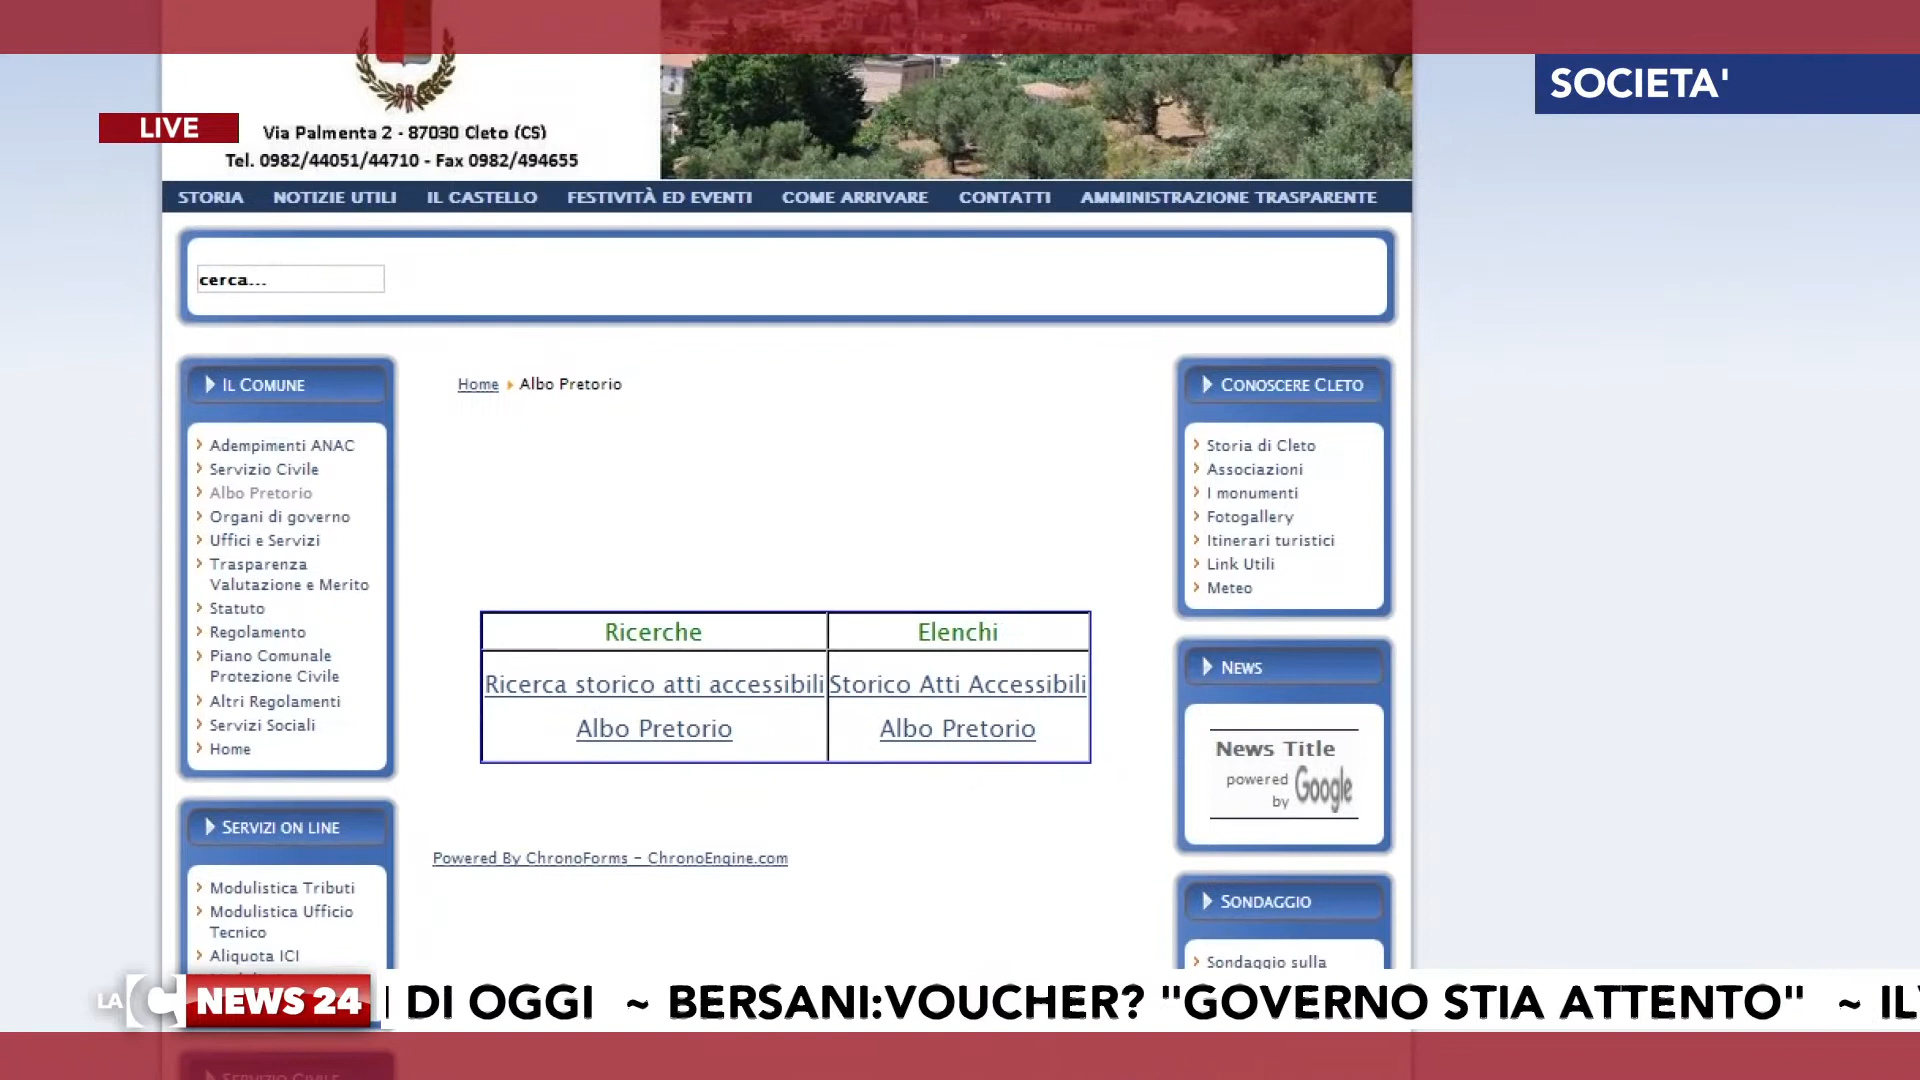 SOCIETA'
LIVE
Via Palmenta 2 - 87030 Cleto (CS)
Tel. 0982/44051/44710 - Fax 0982/494655
STORIA NOTIZIE UTILI IL CASTELLO FESTIVITÀ ED EVENTI COME ARRIVARE CONTATTI AMMINISTRAZIONE TRASPARENTE
cerca...
IL COMUNE
Adempimenti ANAC
Servizio Civile
Albo Pretorio
Organi di governo
Uffici e Servizi
Trasparenza
Valutazione e Merito
Statuto
Regolamento
Piano Comunale
Protezione Civile
Altri Regolamenti
Servizi Sociali
Home
SERVIZI ON LINE
Modulistica Tributi
Modulistica Ufficio
Tecnico
Aliquota ICI
Home Albo Pretorio
Ricerche Elenchi
Ricerca storico atti accessibili Storico Atti Accessibili
Albo Pretorio Albo Pretorio
Powered By ChronoForms - ChronoEngine.com
CONOSCERE CLETO
Storia di Cleto
Associazioni
I monumenti
Fotogallery
Itinerari turistici
Link Utili
Meteo
NEWS
News Title
powered
by Google
SONDAGGIO
Sondaggio sulla
LA C NEWS 24 DI OGGI ~ BERSANI:VOUCHER? "GOVERNO STIA ATTENTO" ~
SERVIZIO CIVILE